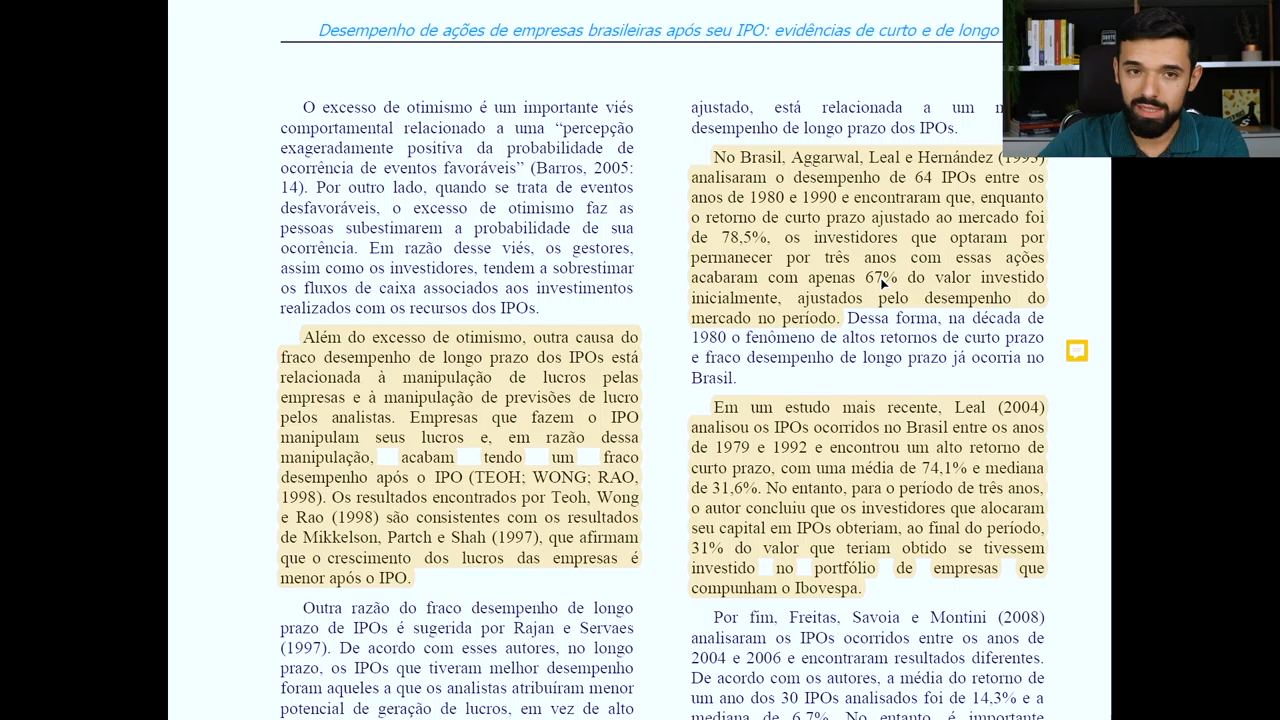 Desempenho de ações de empresas brasileiras após seu IPO: evidências de curto e de longo
O excesso de otimismo é um importante viés
comportamental relacionado a uma “percepção
exageradamente positiva da probabilidade de
ocorrência de eventos favoráveis” (Barros, 2005:
14). Por outro lado, quando se trata de eventos
desfavoráveis, o excesso de otimismo faz as
pessoas subestimarem a probabilidade de sua
ocorrência. Em razão desse viés, os gestores,
assim como os investidores, tendem a sobrestimar
os fluxos de caixa associados aos investimentos
realizados com os recursos dos IPOs.
Além do excesso de otimismo, outra causa do
fraco desempenho de longo prazo dos IPOs está
relacionada à manipulação de lucros pelas
empresas e à manipulação de previsões de lucro
pelos analistas. Empresas que fazem o IPO
manipulam seus lucros e, em razão dessa
manipulação, acabam tendo um fraco
desempenho após o IPO (TEOH; WONG; RAO,
1998). Os resultados encontrados por Teoh, Wong
e Rao (1998) são consistentes com os resultados
de Mikkelson, Partch e Shah (1997), que afirmam
que o crescimento dos lucros das empresas é
menor após o IPO.
Outra razão do fraco desempenho de longo
prazo de IPOs é sugerida por Rajan e Servaes
(1997). De acordo com esses autores, no longo
prazo, os IPOs que tiveram melhor desempenho
foram aqueles a que os analistas atribuíram menor
potencial de geração de lucros, em vez de alto
ajustado, está relacionada a um
desempenho de longo prazo dos IPOs.
No Brasil, Aggarwal, Leal e Hernández (1993)
analisaram o desempenho de 64 IPOs entre os
anos de 1980 e 1990 e encontraram que, enquanto
o retorno de curto prazo ajustado ao mercado foi
de 78,5%, os investidores que optaram por
permanecer por três anos com essas ações
acabaram com apenas 67% do valor investido
inicialmente, ajustados pelo desempenho do
mercado no período. Dessa forma, na década de
1980 o fenômeno de altos retornos de curto prazo
e fraco desempenho de longo prazo já ocorria no
Brasil.
Em um estudo mais recente, Leal (2004)
analisou os IPOs ocorridos no Brasil entre os anos
de 1979 e 1992 e encontrou um alto retorno de
curto prazo, com uma média de 74,1% e mediana
de 31,6%. No entanto, para o período de três anos,
o autor concluiu que os investidores que alocaram
seu capital em IPOs obteriam, ao final do período,
31% do valor que teriam obtido se tivessem
investido no portfólio de empresas que
compunham o Ibovespa.
Por fim, Freitas, Savoia e Montini (2008)
analisaram os IPOs ocorridos entre os anos de
2004 e 2006 e encontraram resultados diferentes.
De acordo com os autores, a média do retorno de
um ano dos 30 IPOs analisados foi de 14,3% e a
mediana de 6,7%. No entanto, é importante